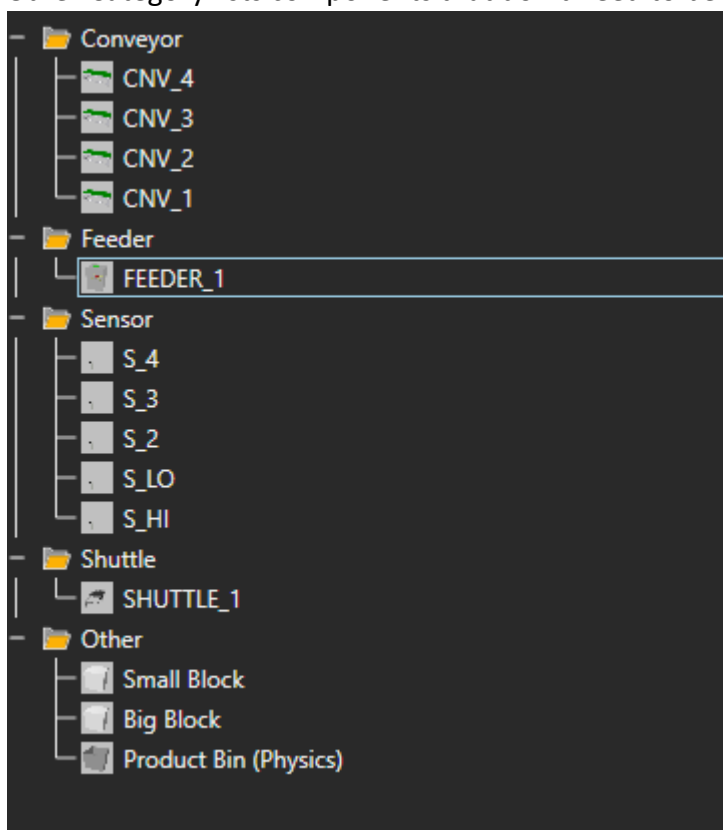 Conveyor
CNV_4
CNV_3
CNV_2
CNV_1
Feeder
FEEDER_1
Sensor
S_4
S_3
S_2
S_LO
S_HI
Shuttle
SHUTTLE_1
Other
Small Block
Big Block
Product Bin (Physics)